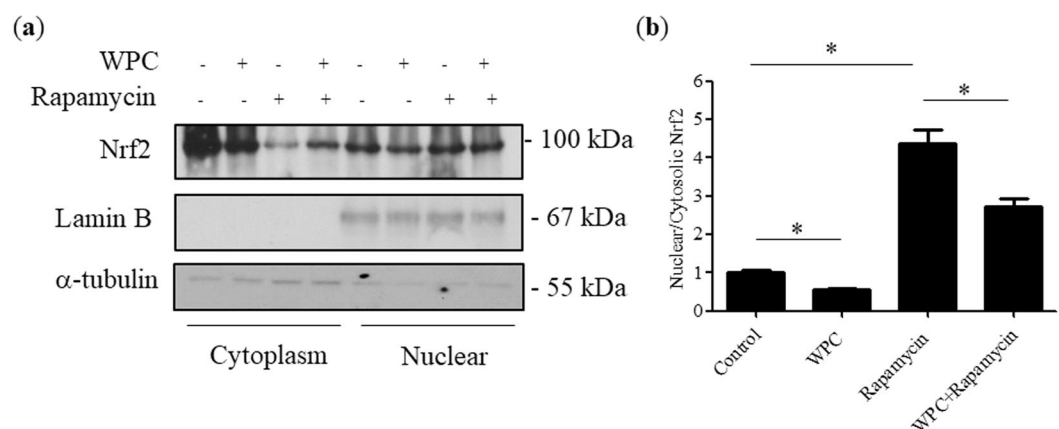 (a)
WPC - + - + - + - +
Rapamycin - - + + - - + +
Nrf2 - 100 kDa
Lamin B - 67 kDa
α-tubulin - 55 kDa
Cytoplasm Nuclear
(b)
Nuclear/Cytosolic Nrf2
6
5
4
3
2
1
0
*
*
*
Control
WPC
Rapamycin
WPC+Rapamycin